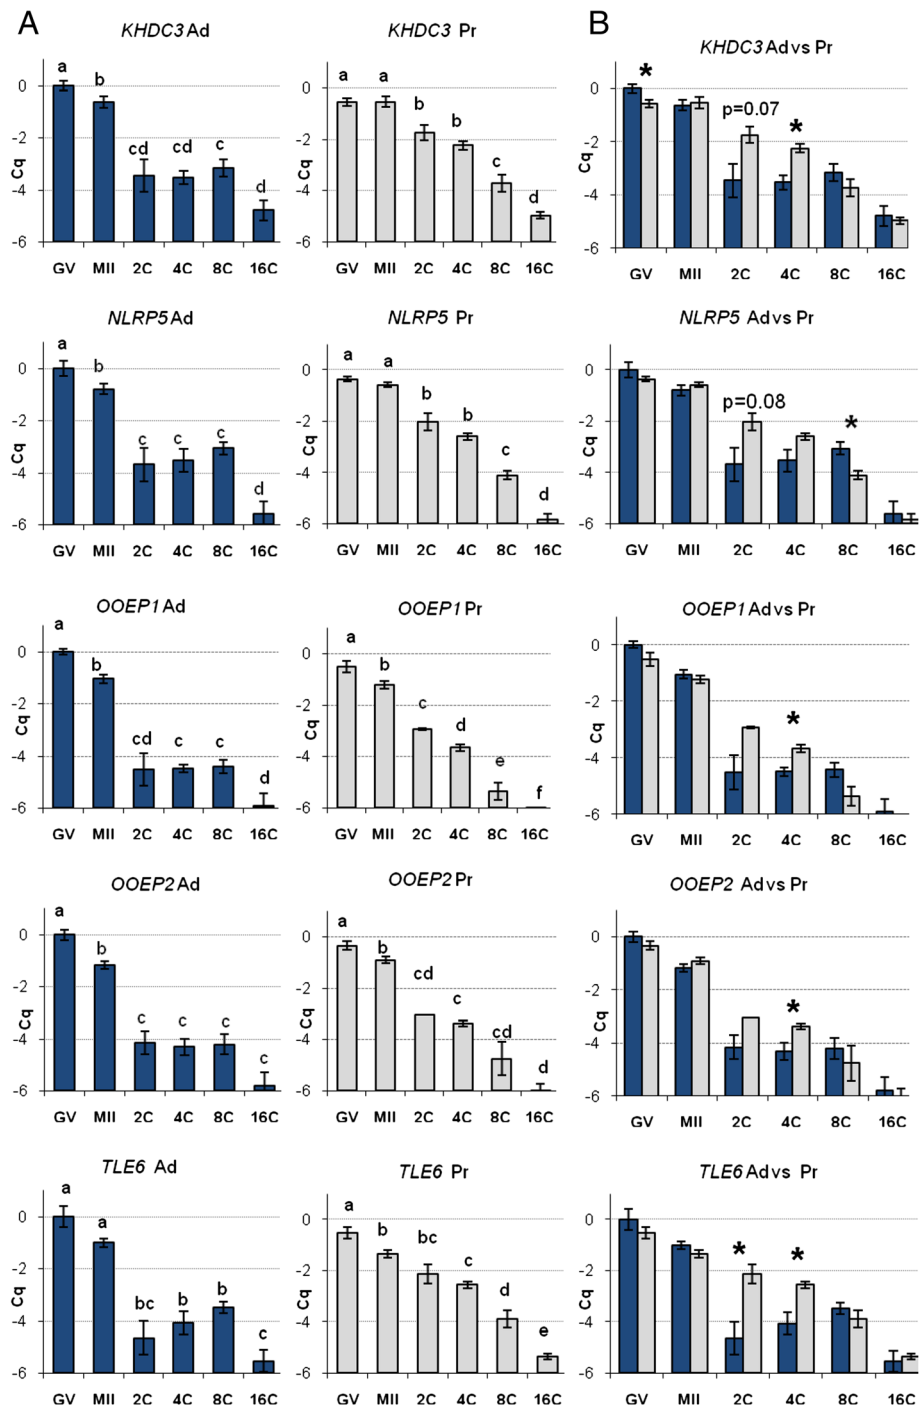 A
B
KHDC3 Ad
KHDC3 Pr
KHDC3 Ad vs Pr
a b cd cd c d
a a b b c d
* p=0.07 *
0 -2 -4 -6
Cq
0 -2 -4 -6
Cq
0 -2 -4 -6
Cq
GV MII 2C 4C 8C 16C
GV MII 2C 4C 8C 16C
GV MII 2C 4C 8C 16C
NLRP5 Ad
NLRP5 Pr
NLRP5 Ad vs Pr
a b c c c d
a a b b c d
p=0.08 *
0 -2 -4 -6
Cq
0 -2 -4 -6
Cq
0 -2 -4 -6
Cq
GV MII 2C 4C 8C 16C
GV MII 2C 4C 8C 16C
GV MII 2C 4C 8C 16C
OOEP1 Ad
OOEP1 Pr
OOEP1 Ad vs Pr
a b cd c c d
a b c d e f
*
0 -2 -4 -6
Cq
0 -2 -4 -6
Cq
0 -2 -4 -6
Cq
GV MII 2C 4C 8C 16C
GV MII 2C 4C 8C 16C
GV MII 2C 4C 8C 16C
OOEP2 Ad
OOEP2 Pr
OOEP2 Ad vs Pr
a b c c c c
a b cd c cd d
*
0 -2 -4 -6
Cq
0 -2 -4 -6
Cq
0 -2 -4 -6
Cq
GV MII 2C 4C 8C 16C
GV MII 2C 4C 8C 16C
GV MII 2C 4C 8C 16C
TLE6 Ad
TLE6 Pr
TLE6 Ad vs Pr
a a bc b b c
a b bc c d e
* *
0 -2 -4 -6
Cq
0 -2 -4 -6
Cq
0 -2 -4 -6
Cq
GV MII 2C 4C 8C 16C
GV MII 2C 4C 8C 16C
GV MII 2C 4C 8C 16C